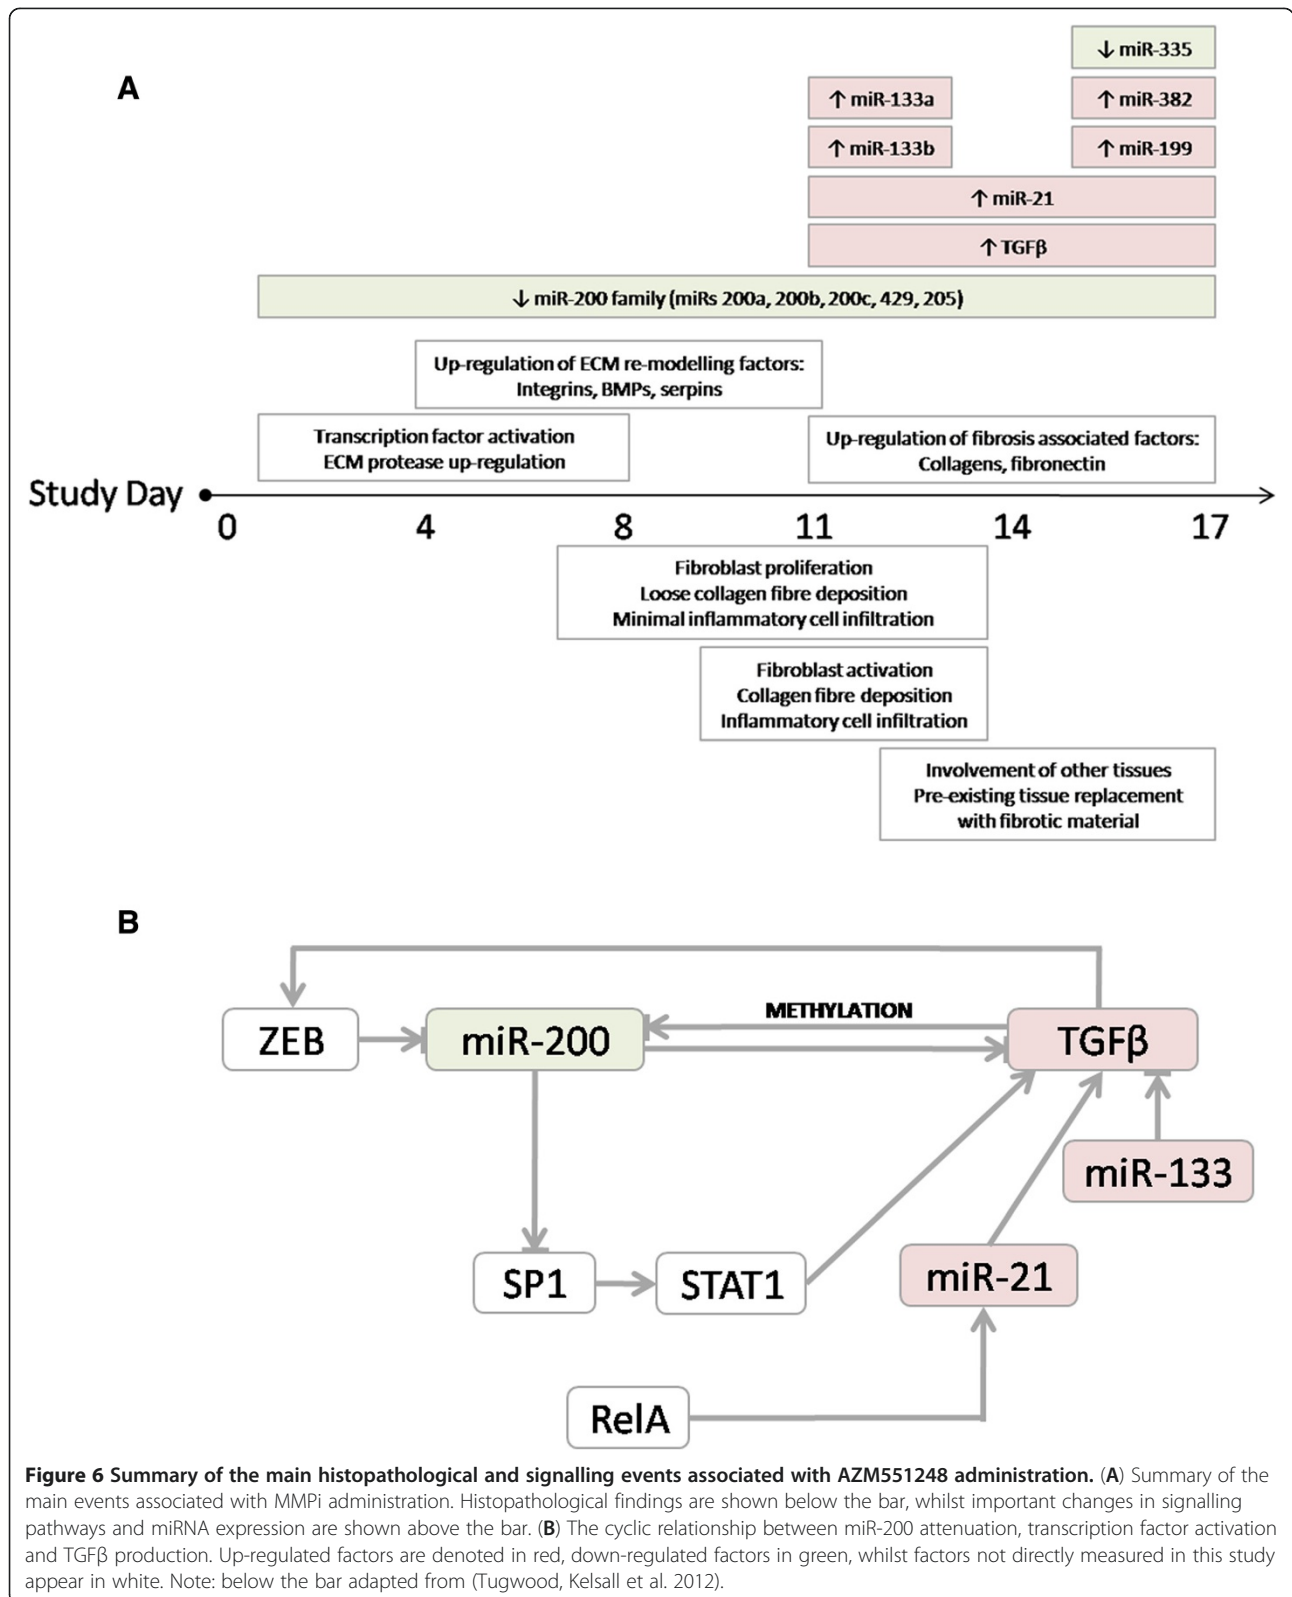 A
↓ miR-335
↑ miR-133a
↑ miR-382
↑ miR-133b
↑ miR-199
↑ miR-21
↑ TGFβ
↓ miR-200 family (miRs 200a, 200b, 200c, 429, 205)
Up-regulation of ECM re-modelling factors:
Integrins, BMPs, serpins
Transcription factor activation
ECM protease up-regulation
Up-regulation of fibrosis associated factors:
Collagens, fibronectin
Study Day
0 4 8 11 14 17
Fibroblast proliferation
Loose collagen fibre deposition
Minimal inflammatory cell infiltration
Fibroblast activation
Collagen fibre deposition
Inflammatory cell infiltration
Involvement of other tissues
Pre-existing tissue replacement
with fibrotic material
B
METHYLATION
ZEB
miR-200
TGFβ
miR-133
SP1
STAT1
miR-21
RelA
Figure 6 Summary of the main histopathological and signalling events associated with AZM551248 administration. (A) Summary of the
main events associated with MMPi administration. Histopathological findings are shown below the bar, whilst important changes in signalling
pathways and miRNA expression are shown above the bar. (B) The cyclic relationship between miR-200 attenuation, transcription factor activation
and TGFβ production. Up-regulated factors are denoted in red, down-regulated factors in green, whilst factors not directly measured in this study
appear in white. Note: below the bar adapted from (Tugwood, Kelsall et al. 2012).